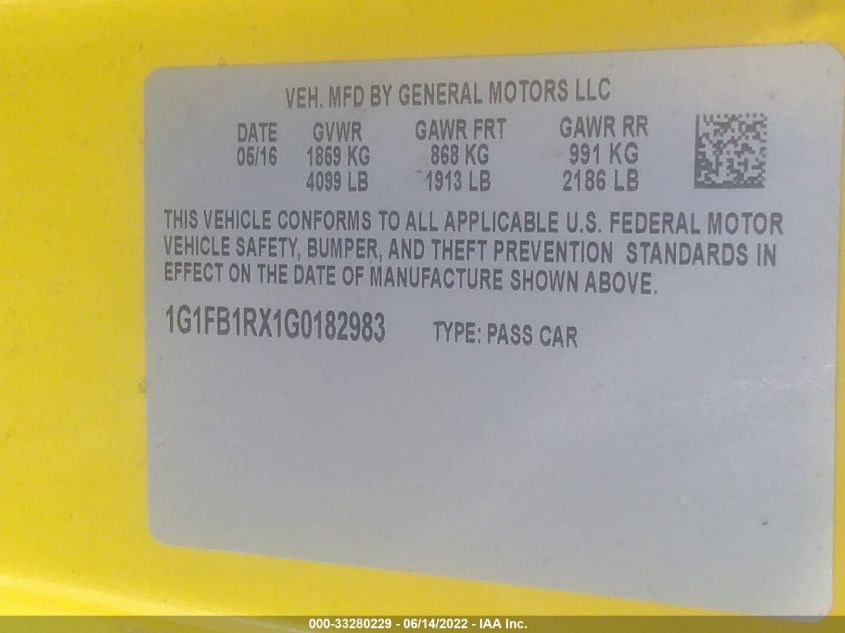 VEH. MFD BY GENERAL MOTORS LLC
DATE GVWR GAWR FRT GAWR RR
05/16 1859 KG 868 KG 991 KG
4099 LB 1913 LB 2186 LB
THIS VEHICLE CONFORMS TO ALL APPLICABLE U.S. FEDERAL MOTOR
VEHICLE SAFETY, BUMPER, AND THEFT PREVENTION STANDARDS IN
EFFECT ON THE DATE OF MANUFACTURE SHOWN ABOVE.
1G1FB1RX1G0182983 TYPE: PASS CAR
000-33280229 - 06/14/2022 - IAA Inc.